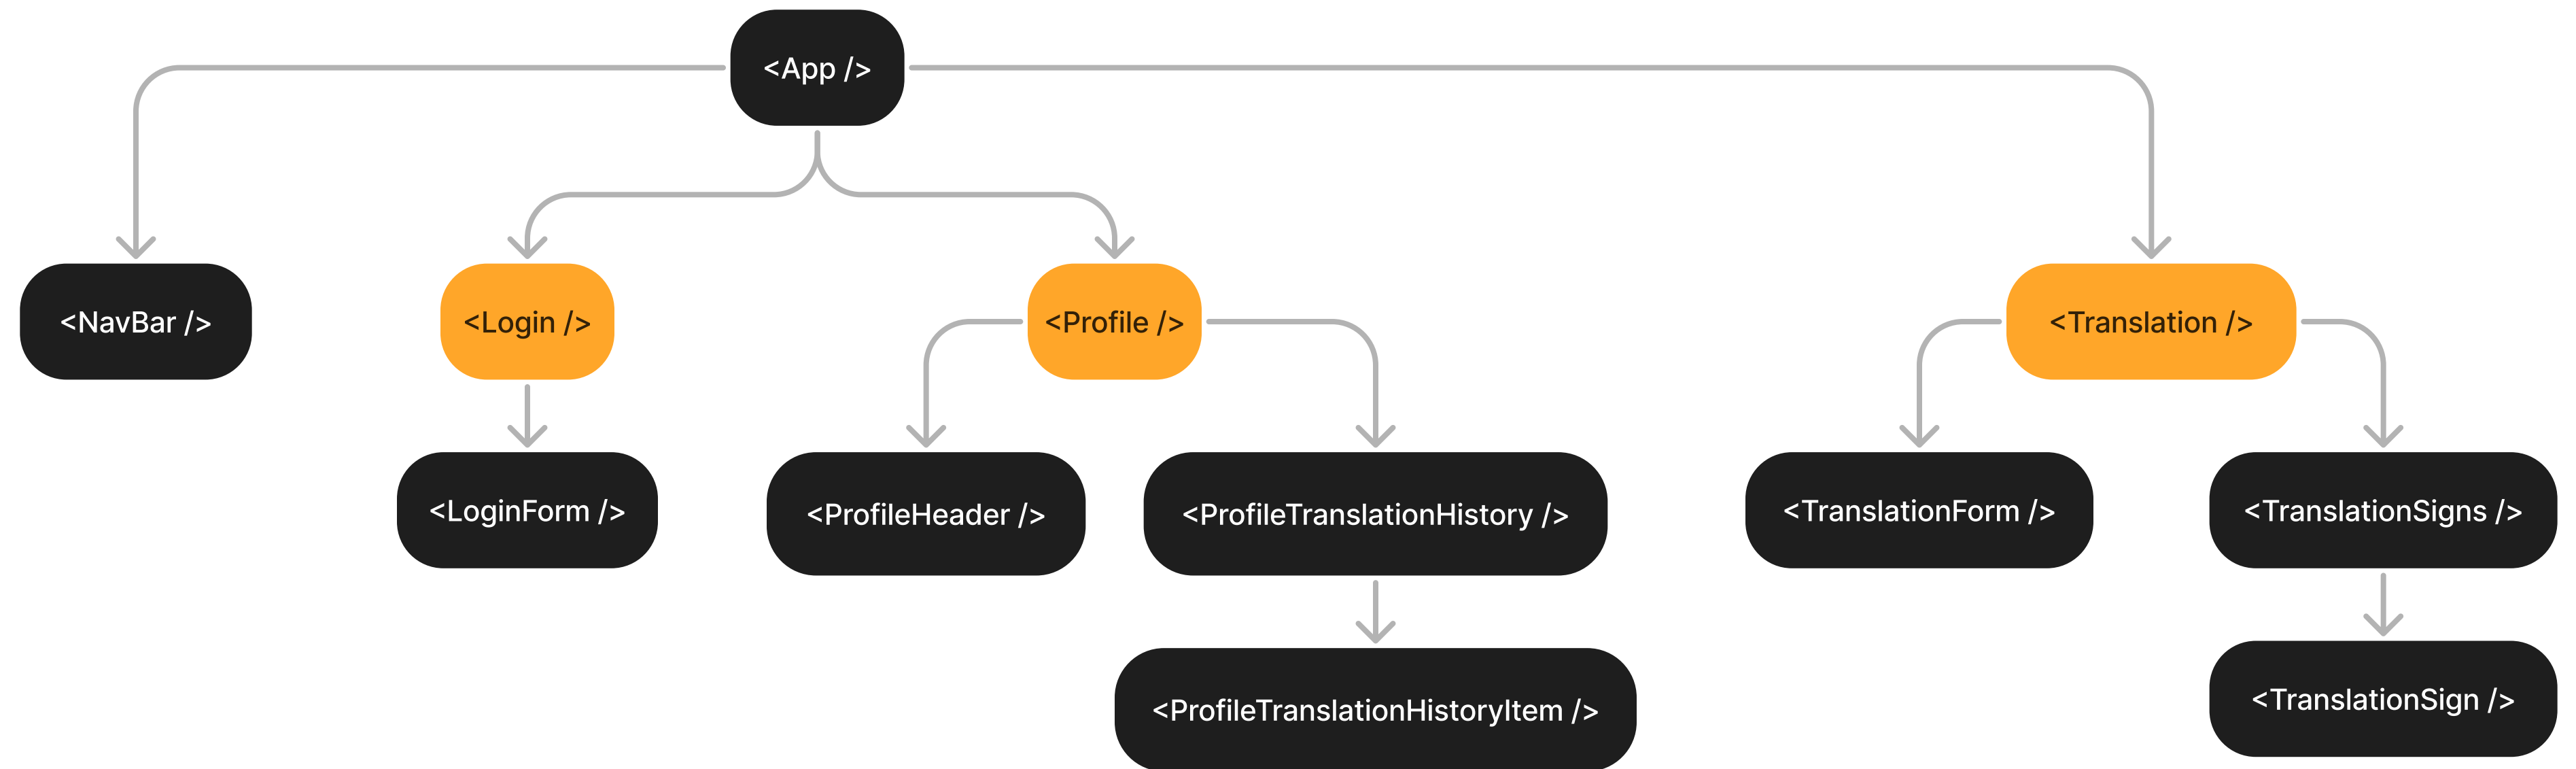 <App />
<NavBar />
<Login />
<Profile />
<Translation />
<LoginForm />
<ProfileHeader />
<ProfileTranslationHistory />
<TranslationForm />
<TranslationSigns />
<ProfileTranslationHistoryItem />
<TranslationSign />